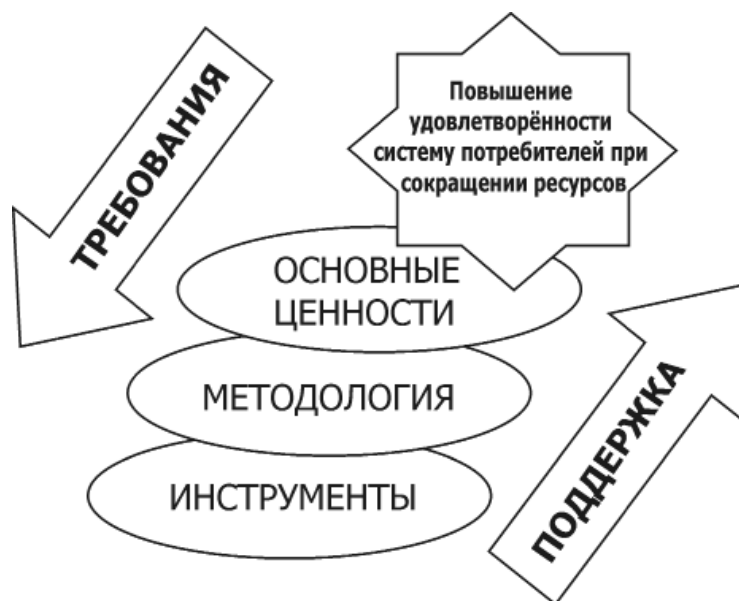 ТРЕБОВАНИЯ
Повышение
удовлетворённости
систему потребителей при
сокращении ресурсов
ОСНОВНЫЕ
ЦЕННОСТИ
МЕТОДОЛОГИЯ
ИНСТРУМЕНТЫ
ПОДДЕРЖКА